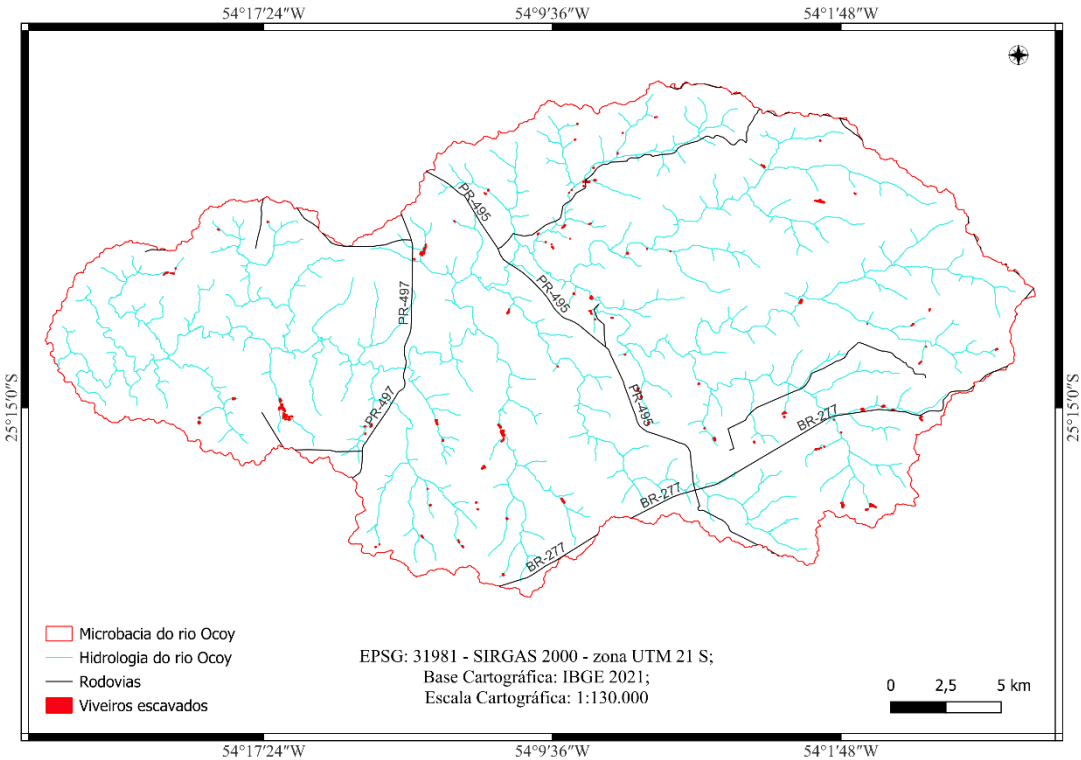 54°17'24"W 54°9'36"W 54°1'48"W
PR-495
PR-495
PR-497
PR-497
PR-495
BR-277
BR-277
BR-277
25°15'0"S 25°15'0"S
Microbacia do rio Ocoy
Hidrologia do rio Ocoy
Rodovias
Viveiros escavados
EPSG: 31981 - SIRGAS 2000 - zona UTM 21 S;
Base Cartográfica: IBGE 2021;
Escala Cartográfica: 1:130.000
0 2,5 5 km
54°17'24"W 54°9'36"W 54°1'48"W